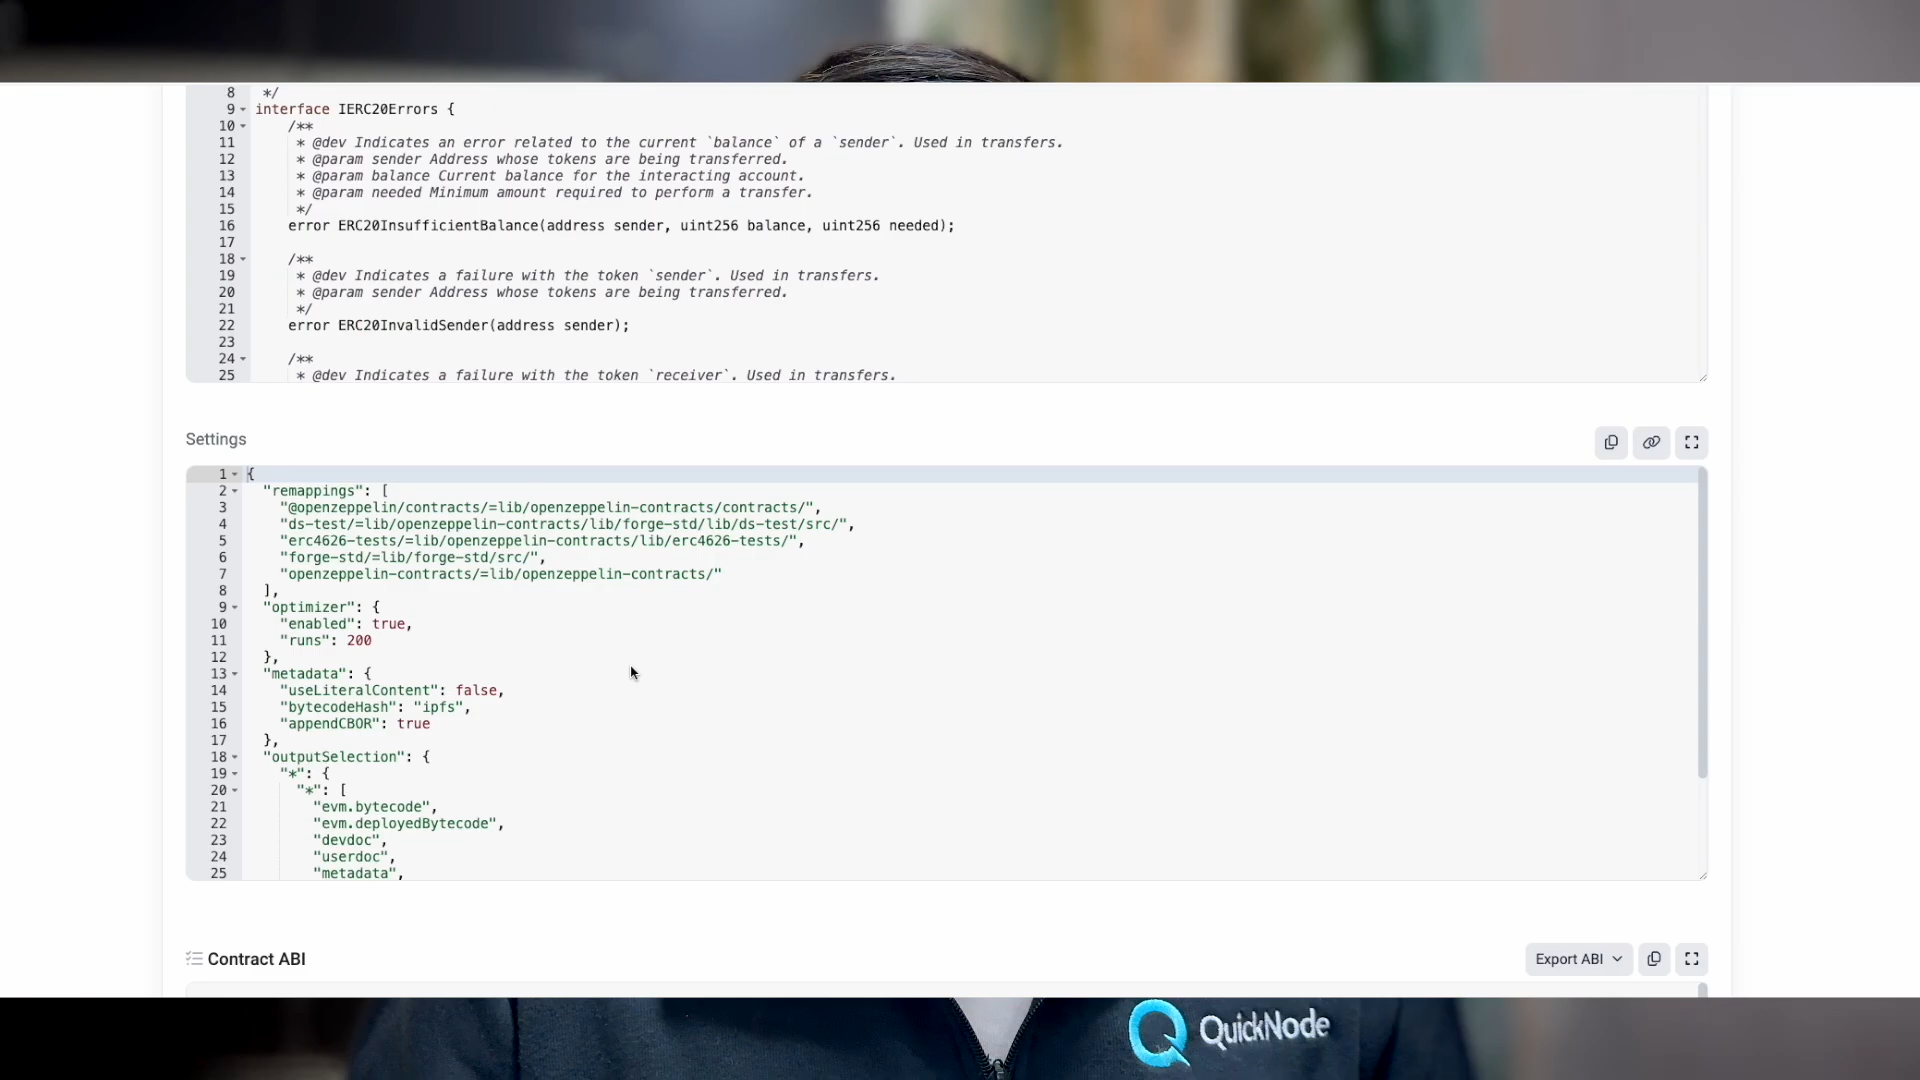 8 */
9 interface IERC20Errors {
10 /**
11 * @dev Indicates an error related to the current `balance` of a `sender`. Used in transfers.
12 * @param sender Address whose tokens are being transferred.
13 * @param balance Current balance for the interacting account.
14 * @param needed Minimum amount required to perform a transfer.
15 */
16 error ERC20InsufficientBalance(address sender, uint256 balance, uint256 needed);
17
18 /**
19 * @dev Indicates a failure with the token `sender`. Used in transfers.
20 * @param sender Address whose tokens are being transferred.
21 */
22 error ERC20InvalidSender(address sender);
23
24 /**
25 * @dev Indicates a failure with the token `receiver`. Used in transfers.
Settings
1 {
2 "remappings": [
3 "@openzeppelin/contracts/=lib/openzeppelin-contracts/contracts/",
4 "ds-test/=lib/openzeppelin-contracts/lib/forge-std/lib/ds-test/src/",
5 "erc4626-tests/=lib/openzeppelin-contracts/lib/erc4626-tests/",
6 "forge-std/=lib/forge-std/src/",
7 "openzeppelin-contracts/=lib/openzeppelin-contracts/"
8 ],
9 "optimizer": {
10 "enabled": true,
11 "runs": 200
12 },
13 "metadata": {
14 "useLiteralContent": false,
15 "bytecodeHash": "ipfs",
16 "appendCBOR": true
17 },
18 "outputSelection": {
19 "*": {
20 "*": [
21 "evm.bytecode",
22 "evm.deployedBytecode",
23 "devdoc",
24 "userdoc",
25 "metadata",
Contract ABI
Export ABI
QuickNode